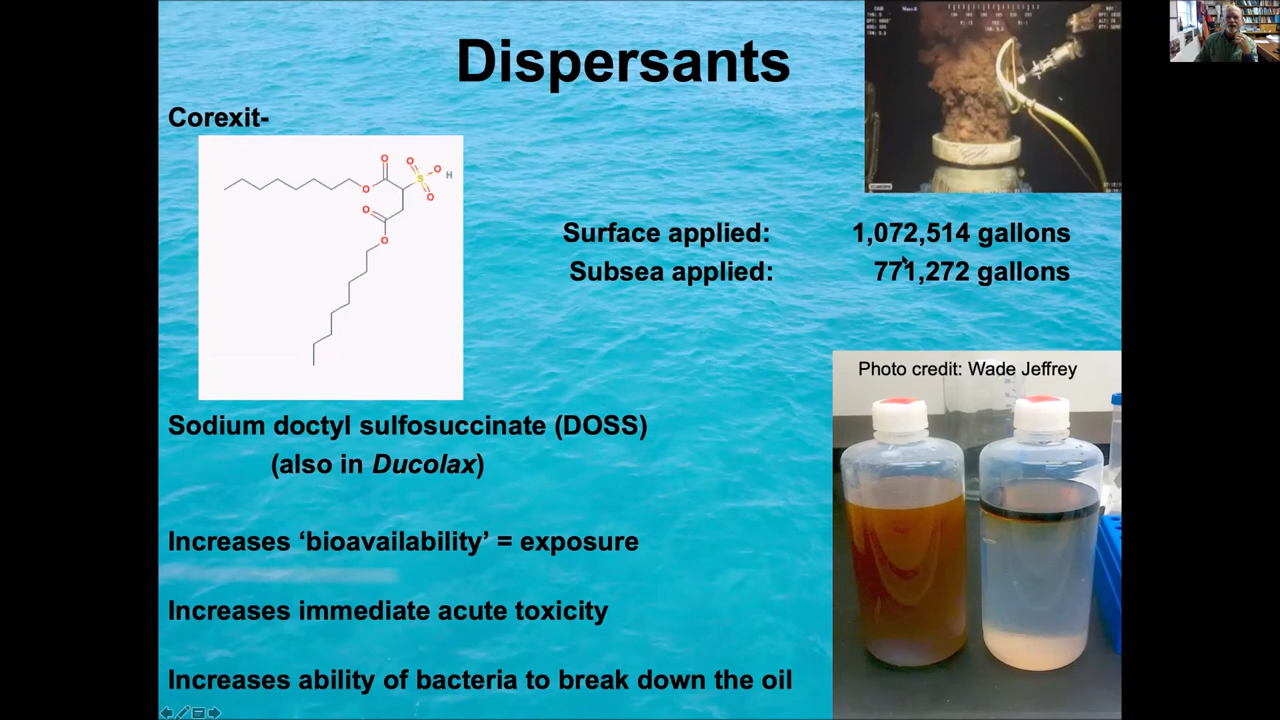 Dispersants
Corexit-
O
O
O
S
O
H
O
O
O
Surface applied: 1,072,514 gallons
Subsea applied: 771,272 gallons
Photo credit: Wade Jeffrey
Sodium doctyl sulfosuccinate (DOSS)
(also in Ducolax)
Increases ‘bioavailability’ = exposure
Increases immediate acute toxicity
Increases ability of bacteria to break down the oil